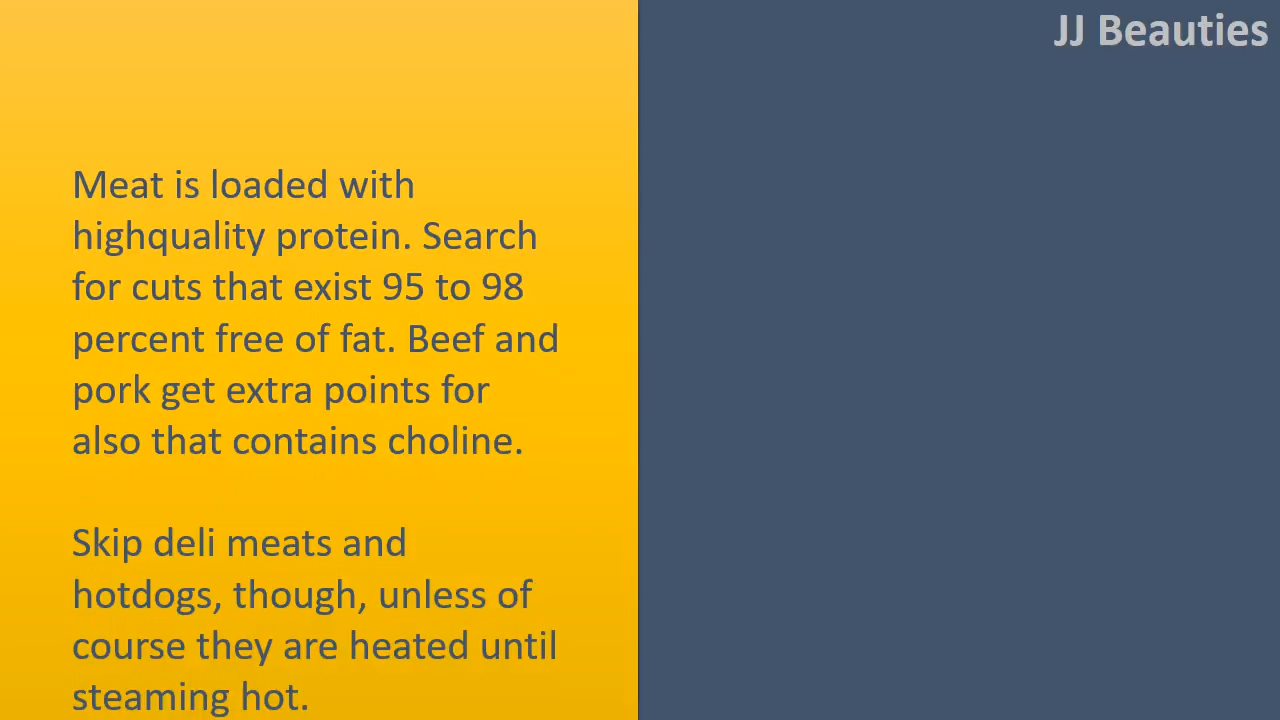 JJ Beauties
Meat is loaded with
highquality protein. Search
for cuts that exist 95 to 98
percent free of fat. Beef and
pork get extra points for
also that contains choline.
Skip deli meats and
hotdogs, though, unless of
course they are heated until
steaming hot.